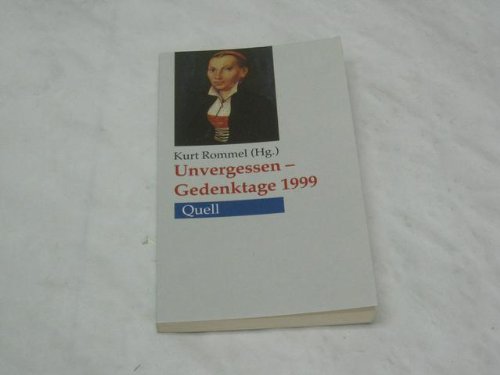 Kurt Rommel (Hg.)
Unvergessen –
Gedenktage 1999
Quell